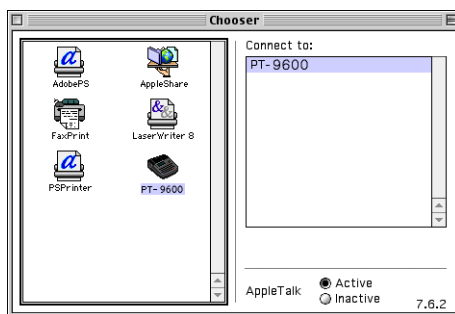 Chooser
AdobePS
AppleShare
FaxPrint
LaserWriter 8
PSPrinter
PT-9600
Connect to:
PT-9600
AppleTalk
Active
Inactive
7.6.2